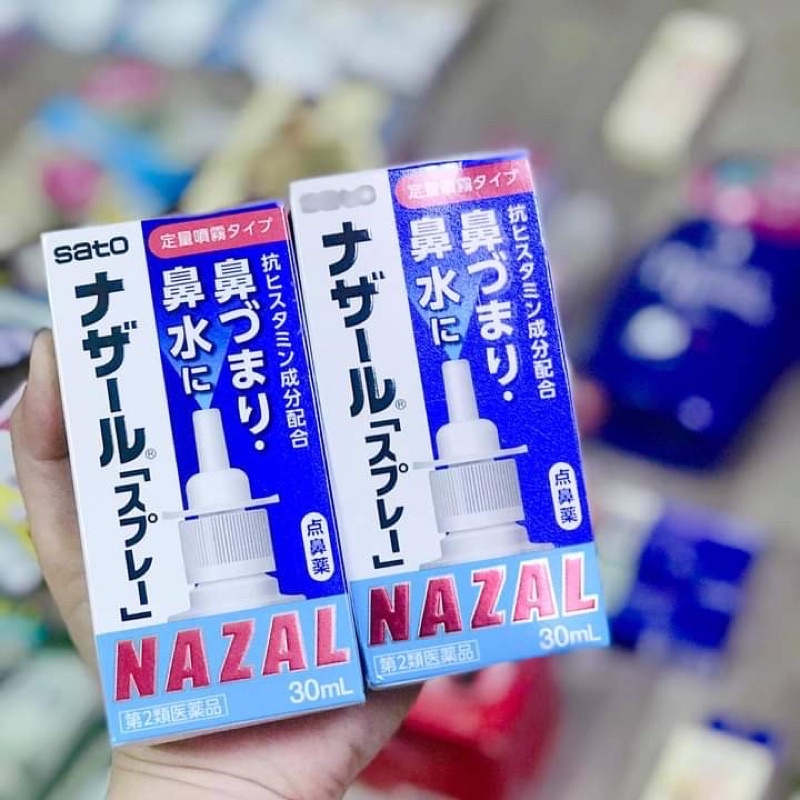 sato
定量噴霧タイプ
抗ヒスタミン成分配合
鼻づまり・
鼻水に
ナザール®「スプレー」
点鼻薬
NAZAL
第2類医薬品
30mL
定量噴霧タイプ
抗ヒスタミン成分配合
鼻づまり・
鼻水に
ナザール®「スプレー」
点鼻薬
NAZAL
第2類医薬品
30mL